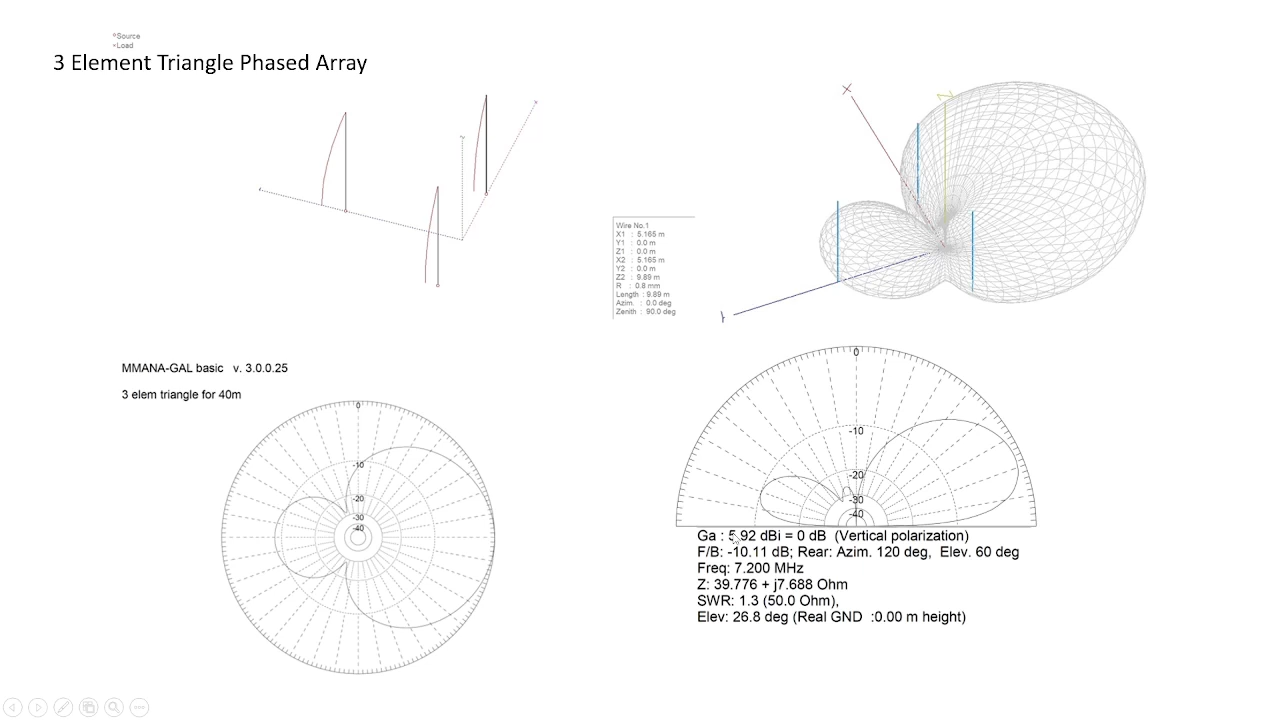 °Source
×Load
3 Element Triangle Phased Array
X
Z
Y
Wire No.1
X1 : 5.165 m
Y1 : 0.0 m
Z1 : 0.0 m
X2 : 5.165 m
Y2 : 0.0 m
Z2 : 9.89 m
R : 0.8 mm
Length : 9.89 m
Azim. : 0.0 deg
Zenith : 90.0 deg
MMANA-GAL basic v. 3.0.0.25
3 elem triangle for 40m
0
-10
-20
-30
-40
0
-10
-20
-30
-40
Ga : 5.92 dBi = 0 dB (Vertical polarization)
F/B: -10.11 dB; Rear: Azim. 120 deg, Elev. 60 deg
Freq: 7.200 MHz
Z: 39.776 + j7.688 Ohm
SWR: 1.3 (50.0 Ohm),
Elev: 26.8 deg (Real GND :0.00 m height)